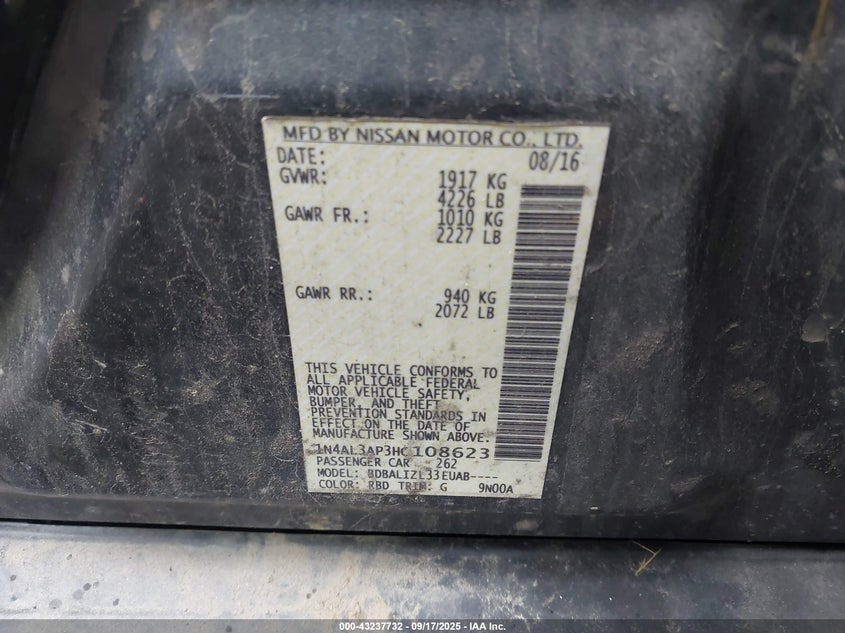 MFD BY NISSAN MOTOR CO., LTD.
DATE: 08/16
GVWR: 1917 KG
4226 LB
GAWR FR.: 1010 KG
2227 LB
GAWR RR.: 940 KG
2072 LB
THIS VEHICLE CONFORMS TO
ALL APPLICABLE FEDERAL
MOTOR VEHICLE SAFETY,
BUMPER, AND THEFT
PREVENTION STANDARDS IN
EFFECT ON THE DATE OF
MANUFACTURE SHOWN ABOVE.
1N4AL3AP3HC108623
PASSENGER CAR 262
MODEL: BDBALIZL33EUAB----
COLOR: RBD TRIM: G 9N00A
000-43237732 - 09/17/2025 - IAA Inc.